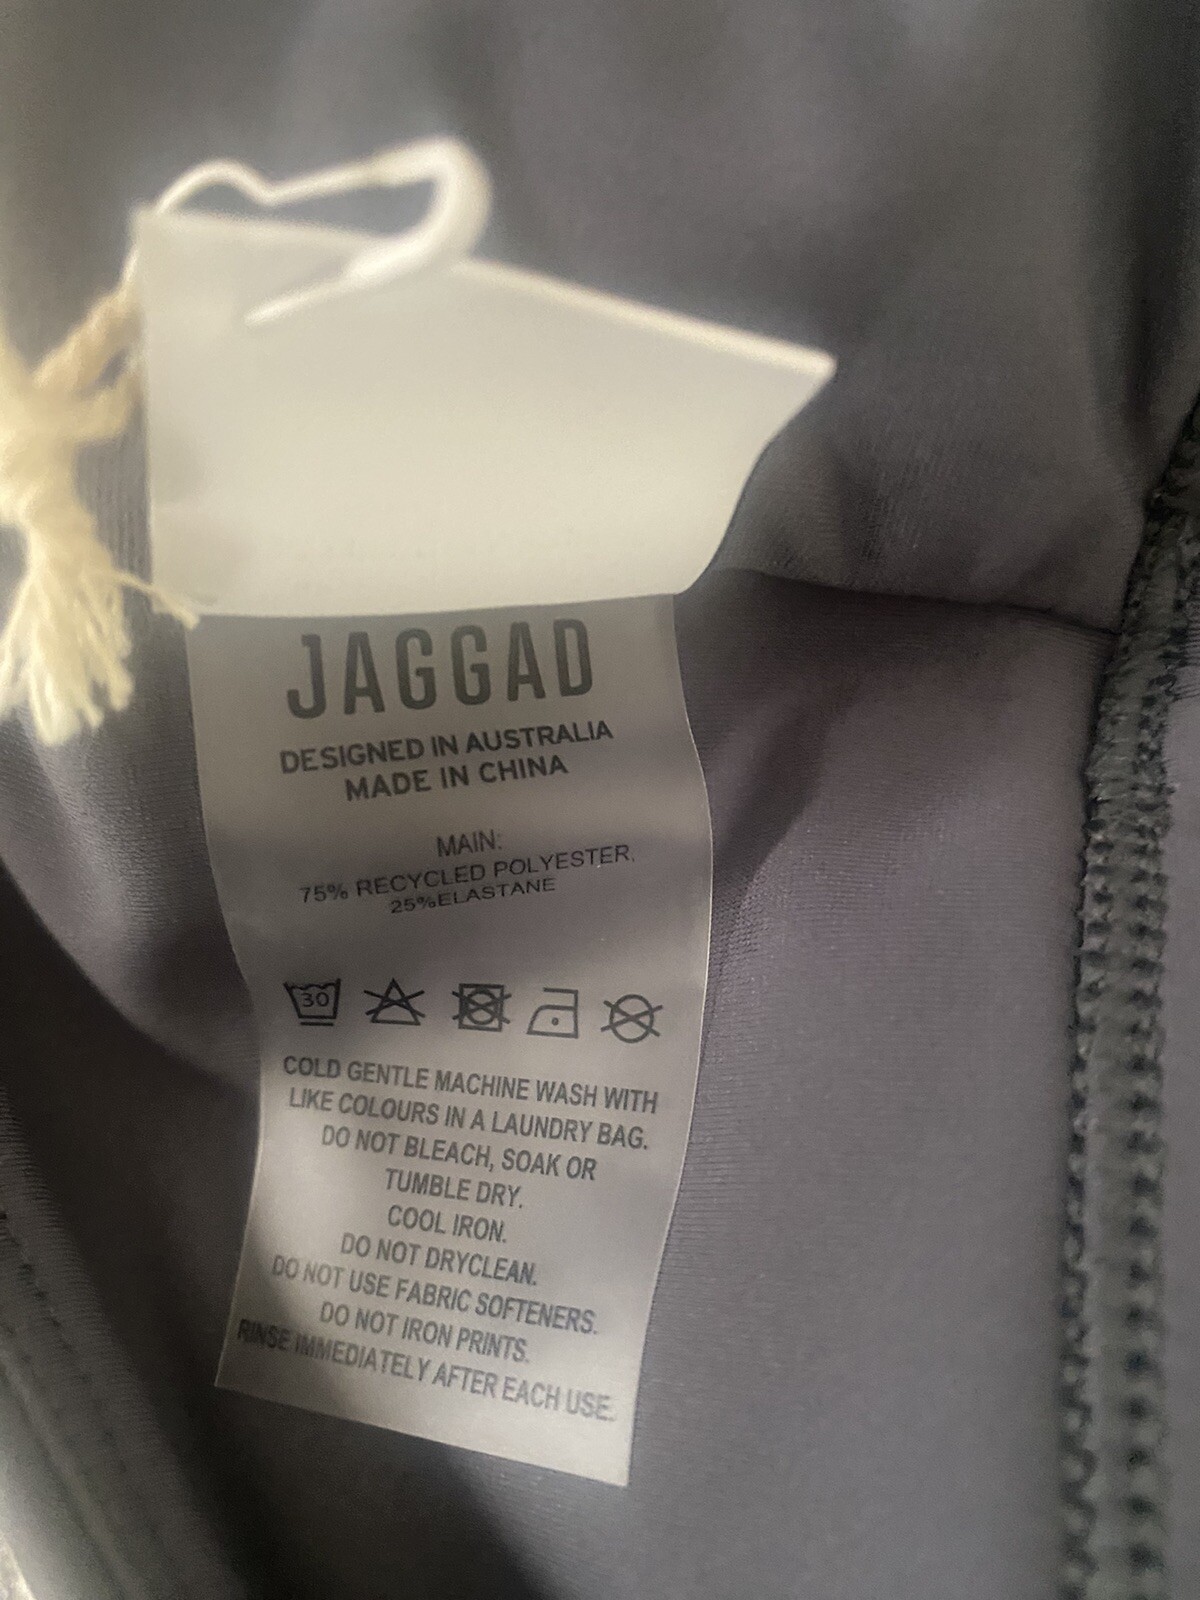 JAGGAD
DESIGNED IN AUSTRALIA
MADE IN CHINA
MAIN:
75% RECYCLED POLYESTER,
25%ELASTANE
30
COLD GENTLE MACHINE WASH WITH
LIKE COLOURS IN A LAUNDRY BAG.
DO NOT BLEACH, SOAK OR
TUMBLE DRY.
COOL IRON.
DO NOT DRYCLEAN.
DO NOT USE FABRIC SOFTENERS.
DO NOT IRON PRINTS.
RINSE IMMEDIATELY AFTER EACH USE.